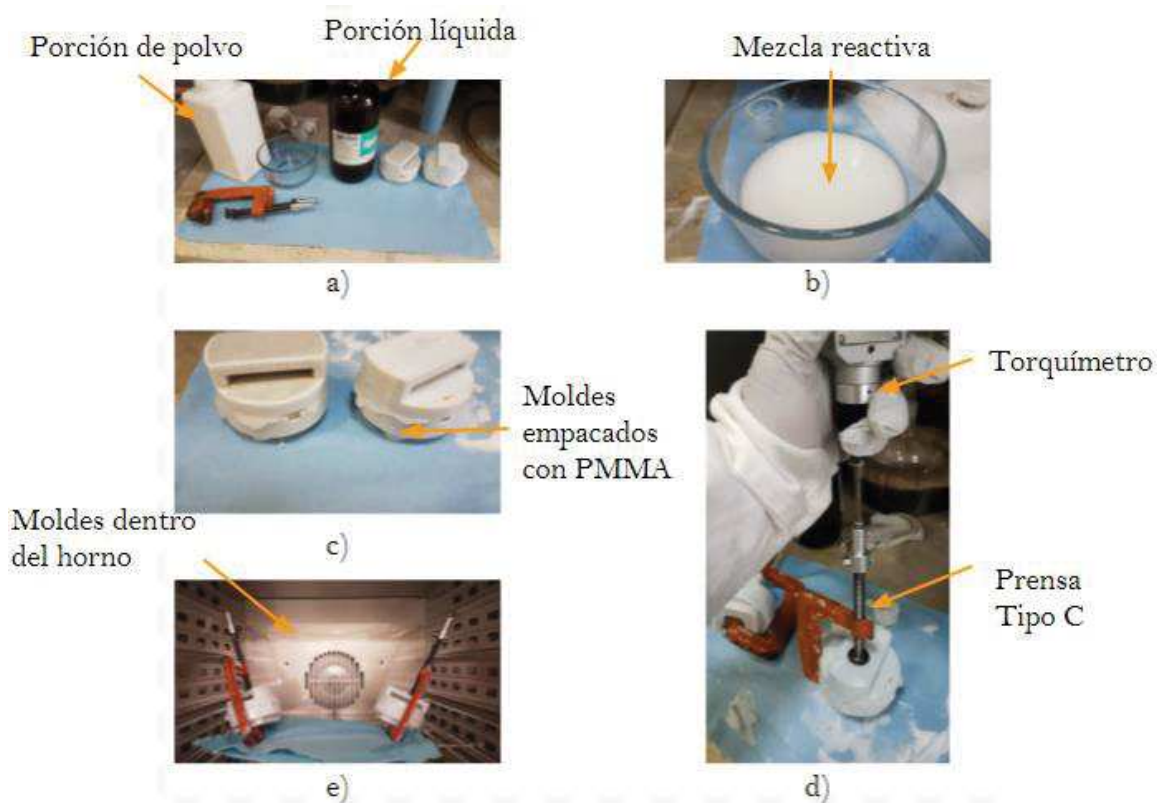 Porción de polvo
Porción líquida
Mezcla reactiva
a)
b)
Moldes
empacados
con PMMA
Torquímetro
Moldes dentro
del horno
c)
Prensa
Tipo C
e)
d)